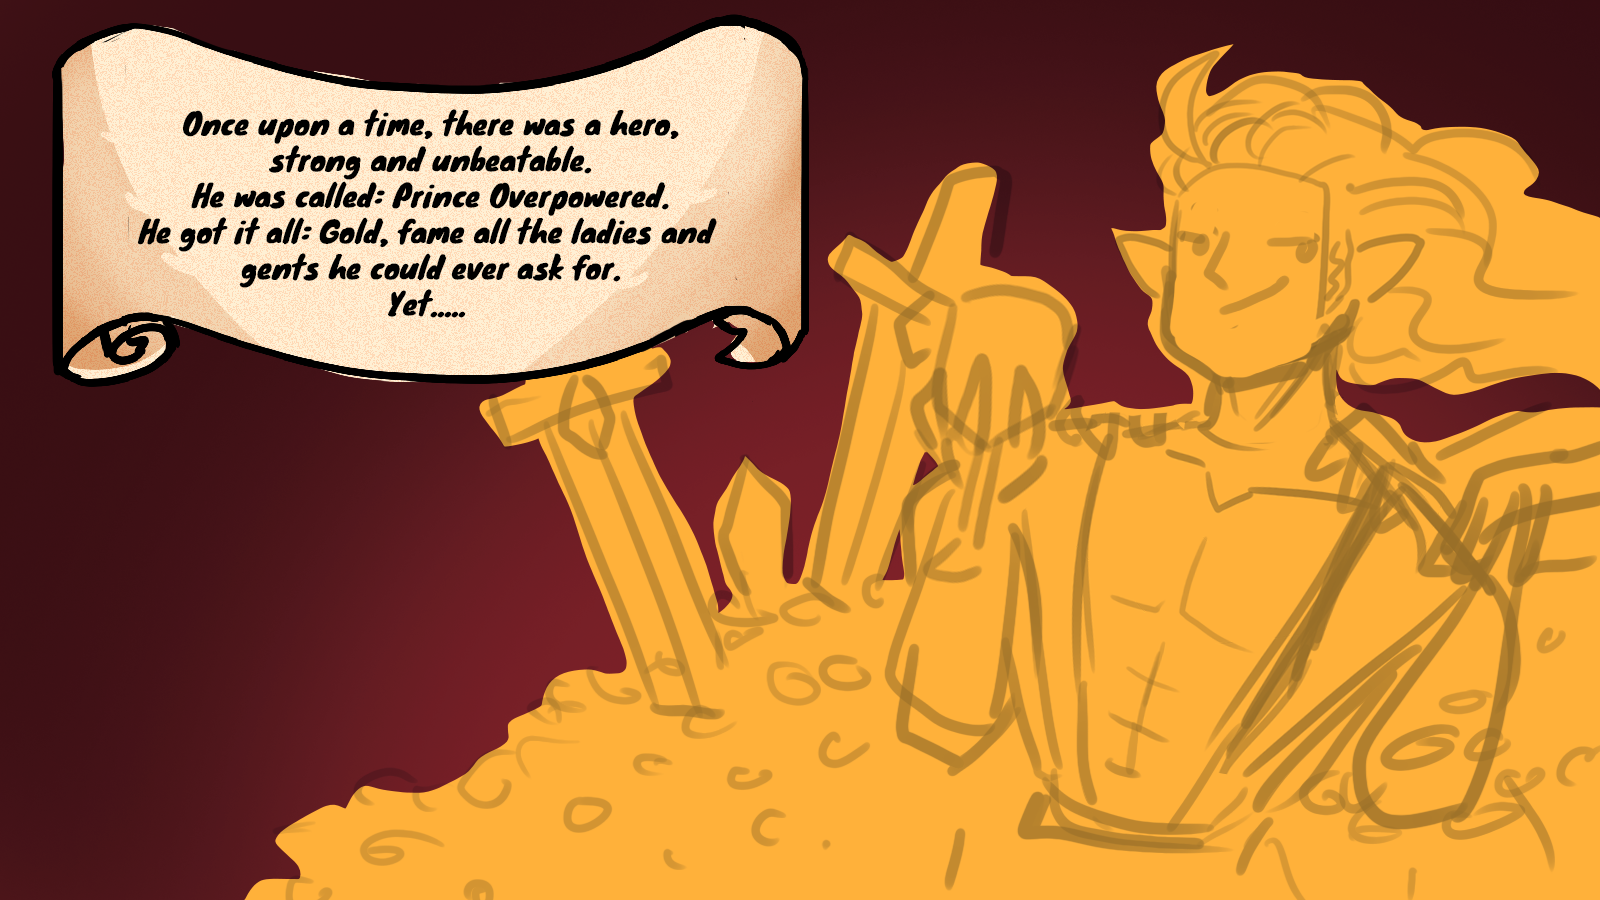 Once upon a time, there was a hero,
strong and unbeatable.
He was called: Prince Overpowered.
He got it all: Gold, fame all the ladies and
gents he could ever ask for.
Yet.....